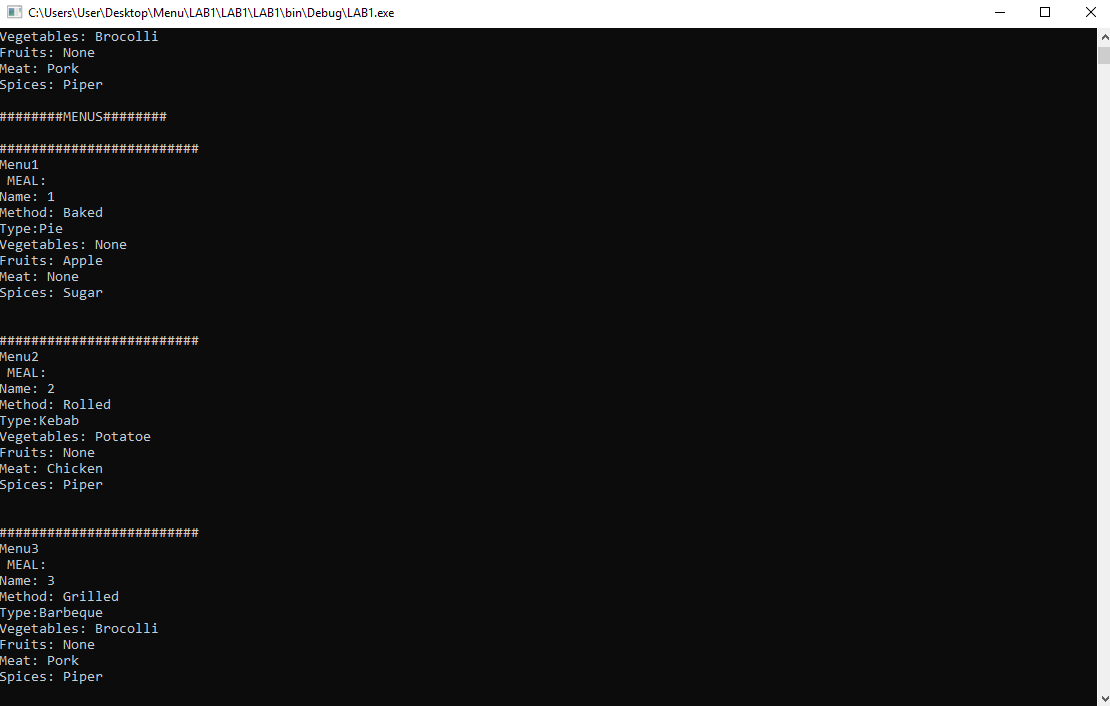 C:\Users\User\Desktop\Menu\LAB1\LAB1\LAB1\bin\Debug\LAB1.exe
Vegetables: Brocolli
Fruits: None
Meat: Pork
Spices: Piper
########MENUS########
#########################
Menu1
MEAL:
Name: 1
Method: Baked
Type:Pie
Vegetables: None
Fruits: Apple
Meat: None
Spices: Sugar
#########################
Menu2
MEAL:
Name: 2
Method: Rolled
Type:Kebab
Vegetables: Potatoe
Fruits: None
Meat: Chicken
Spices: Piper
#########################
Menu3
MEAL:
Name: 3
Method: Grilled
Type:Barbeque
Vegetables: Brocolli
Fruits: None
Meat: Pork
Spices: Piper